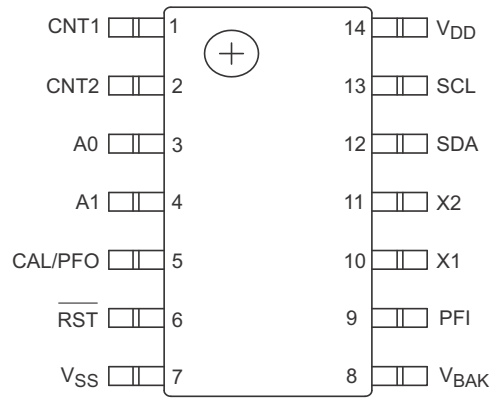 CNT1 1 14 VDD
CNT2 2 13 SCL
A0 3 12 SDA
A1 4 11 X2
CAL/PFO 5 10 X1
RST 6 9 PFI
VSS 7 8 VBAK